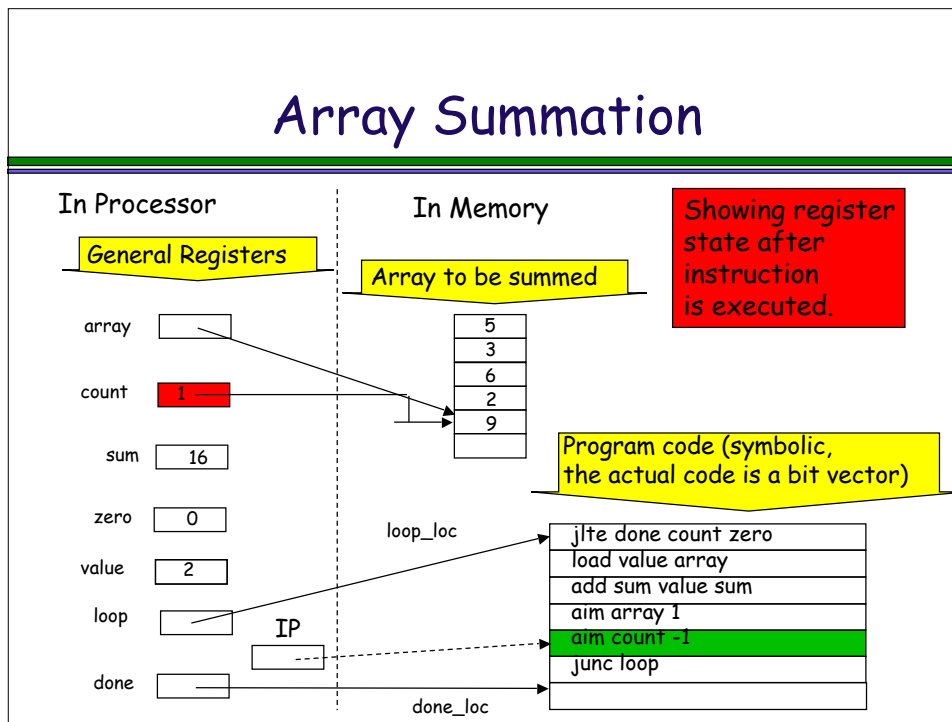 Array Summation
In Processor
In Memory
Showing register
state after
instruction
is executed.
General Registers
Array to be summed
array
count
1
sum
16
zero
0
value
2
loop
IP
done
5
3
6
2
9
Program code (symbolic,
the actual code is a bit vector)
loop_loc
jlte done count zero
load value array
add sum value sum
aim array 1
aim count -1
junc loop
done_loc